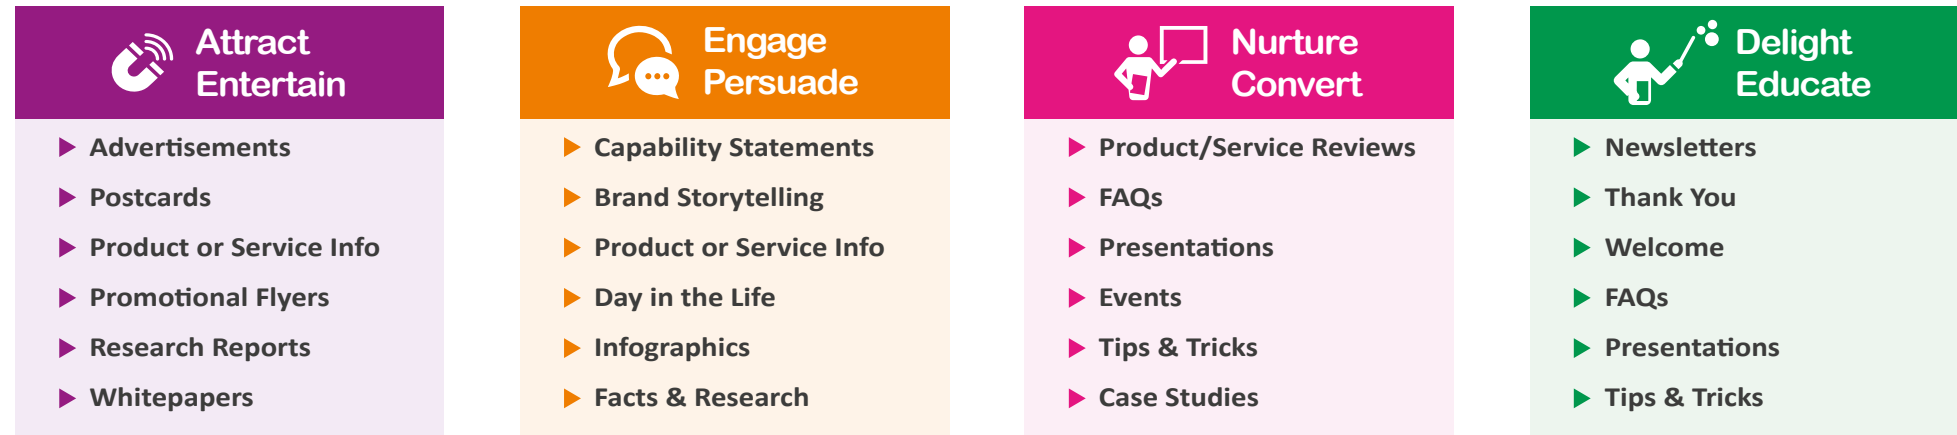 Attract
Entertain
Advertisements
Postcards
Product or Service Info
Promotional Flyers
Research Reports
Whitepapers
Engage
Persuade
Capability Statements
Brand Storytelling
Product or Service Info
Day in the Life
Infographics
Facts & Research
Nurture
Convert
Product/Service Reviews
FAQs
Presentations
Events
Tips & Tricks
Case Studies
Delight
Educate
Newsletters
Thank You
Welcome
FAQs
Presentations
Tips & Tricks